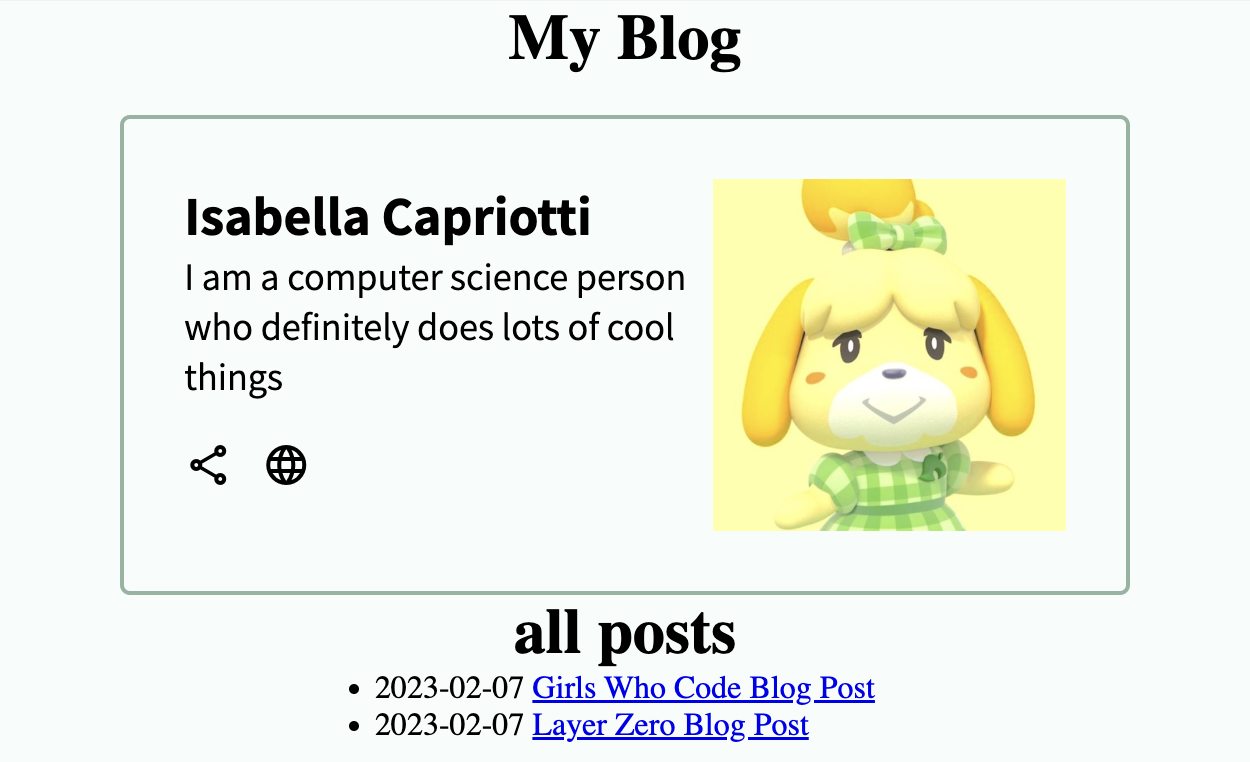 My Blog
Isabella Capriotti
I am a computer science person
who definitely does lots of cool
things
all posts
• 2023-02-07 Girls Who Code Blog Post
• 2023-02-07 Layer Zero Blog Post